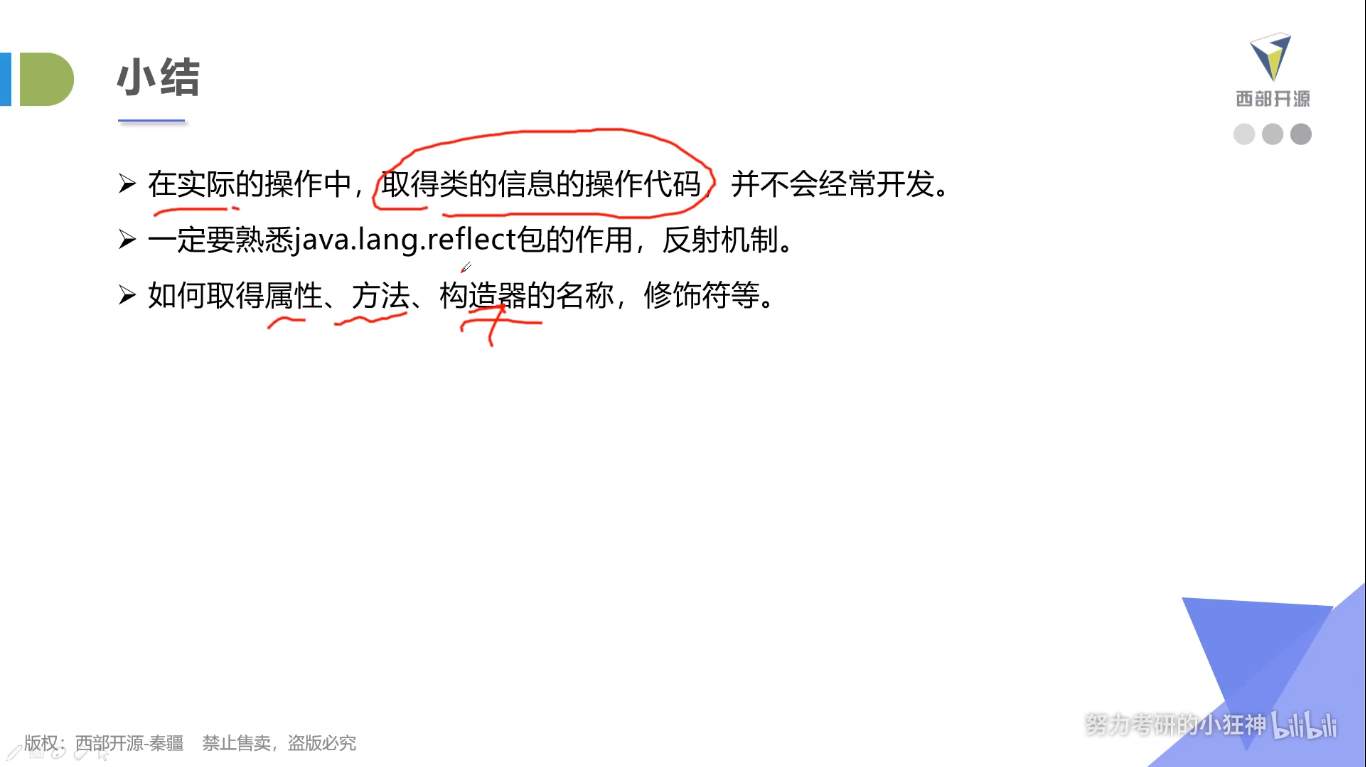 小结
西部开源
在实际的操作中，取得类的信息的操作代码，并不会经常开发。
一定要熟悉java.lang.reflect包的作用，反射机制。
如何取得属性、方法、构造器的名称，修饰符等。
努力考研的小狂神 bilibili
版权：西部开源-秦疆 禁止售卖，盗版必究